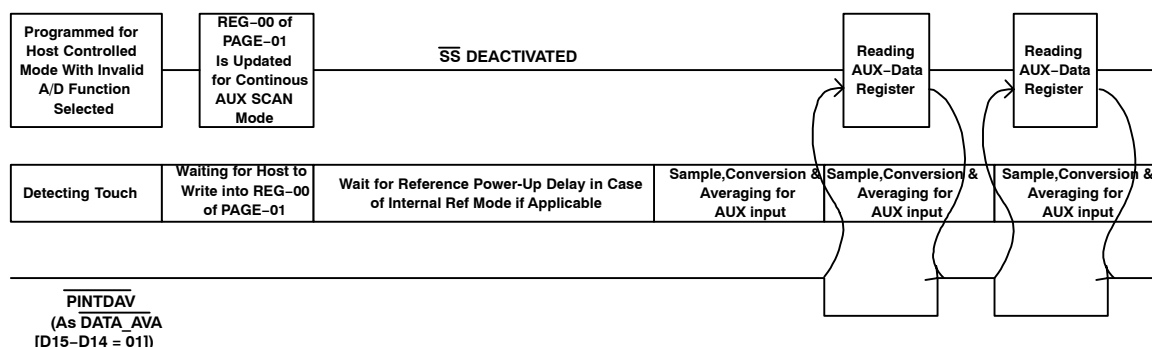 Programmed for
Host Controlled
Mode With Invalid
A/D Function
Selected
REG−00 of
PAGE−01
Is Updated
for Continous
AUX SCAN
Mode
SS DEACTIVATED
Reading
AUX−Data
Register
Reading
AUX−Data
Register
Detecting Touch
Waiting for Host to
Write into REG−00
of PAGE−01
Wait for Reference Power-Up Delay in Case
of Internal Ref Mode if Applicable
Sample,Conversion &
Averaging for
AUX input
Sample,Conversion &
Averaging for
AUX input
Sample,Conversion &
Averaging for
AUX input
PINTDAV
(As DATA_AVA
[D15−D14 = 01])